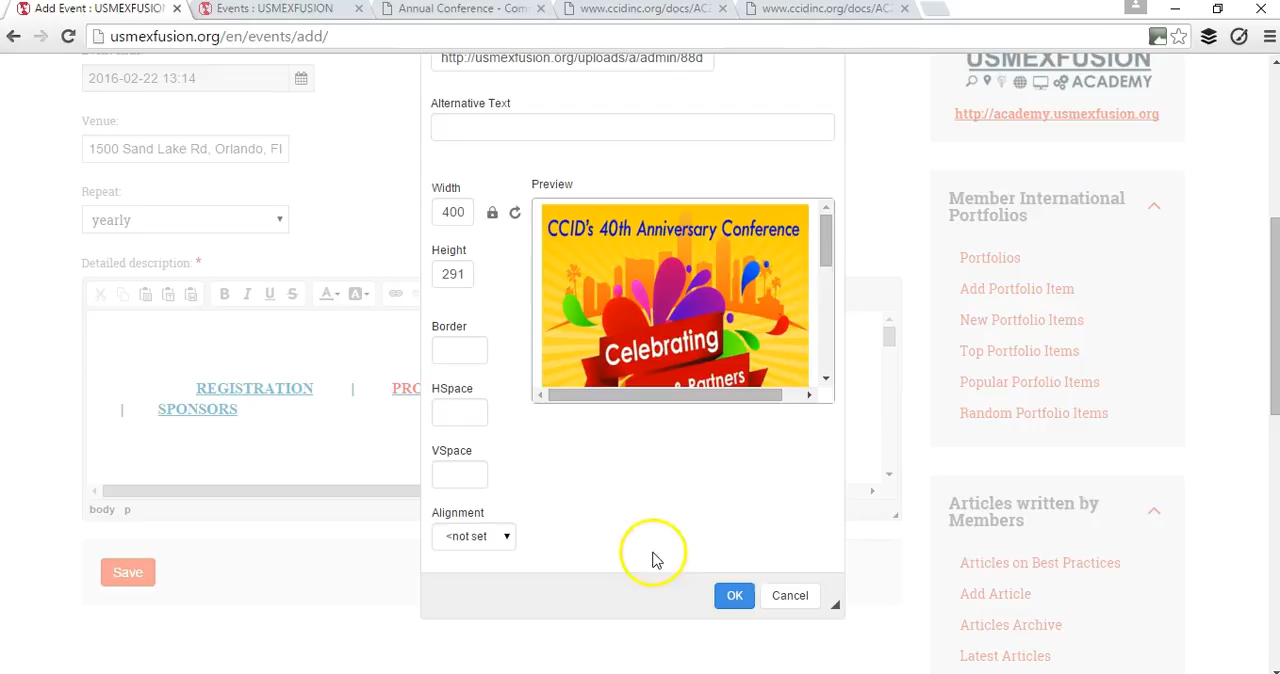 Add Event : USMEXFUSION
Events : USMEXFUSION
Annual Conference - Com
www.ccidinc.org/docs/AC
www.ccidinc.org/docs/AC
usmexfusion.org/en/events/add/
2016-02-22 13:14
Venue:
1500 Sand Lake Rd, Orlando, Fl
Repeat:
yearly
Detailed description: *
B I U S A A
REGISTRATION | PRO
| SPONSORS
body p
Save
http://usmexfusion.org/uploads/a/admin/88d
Alternative Text
Width
400
Height
291
Border
HSpace
VSpace
Alignment
<not set
Preview
CCID's 40th Anniversary Conference
Celebrating
& Partners
OK
Cancel
USMEXFUSION
ACADEMY
http://academy.usmexfusion.org
Member International
Portfolios
Portfolios
Add Portfolio Item
New Portfolio Items
Top Portfolio Items
Popular Porfolio Items
Random Portfolio Items
Articles written by
Members
Articles on Best Practices
Add Article
Articles Archive
Latest Articles